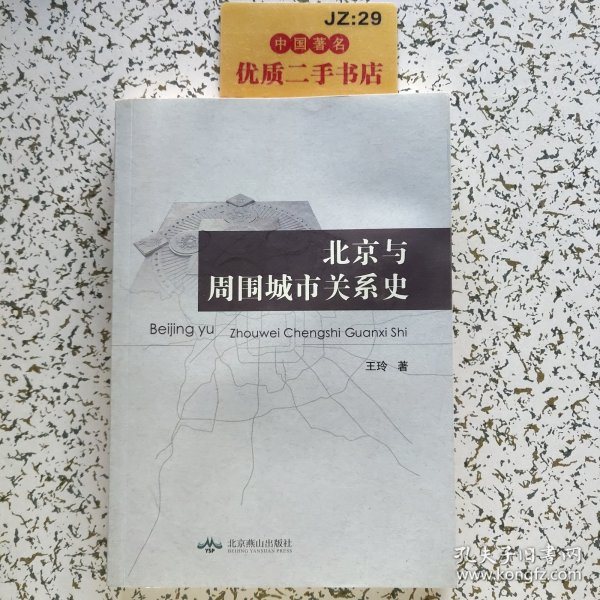 JZ:29
中国著名
优质二手书店
北京与
周围城市关系史
Beijing yu Zhouwei Chengshi Guanxi Shi
王玲 著
YSP
北京燕山出版社
BEIJING YANSHAN PRESS
孔夫子旧书网
www.kongfz.com